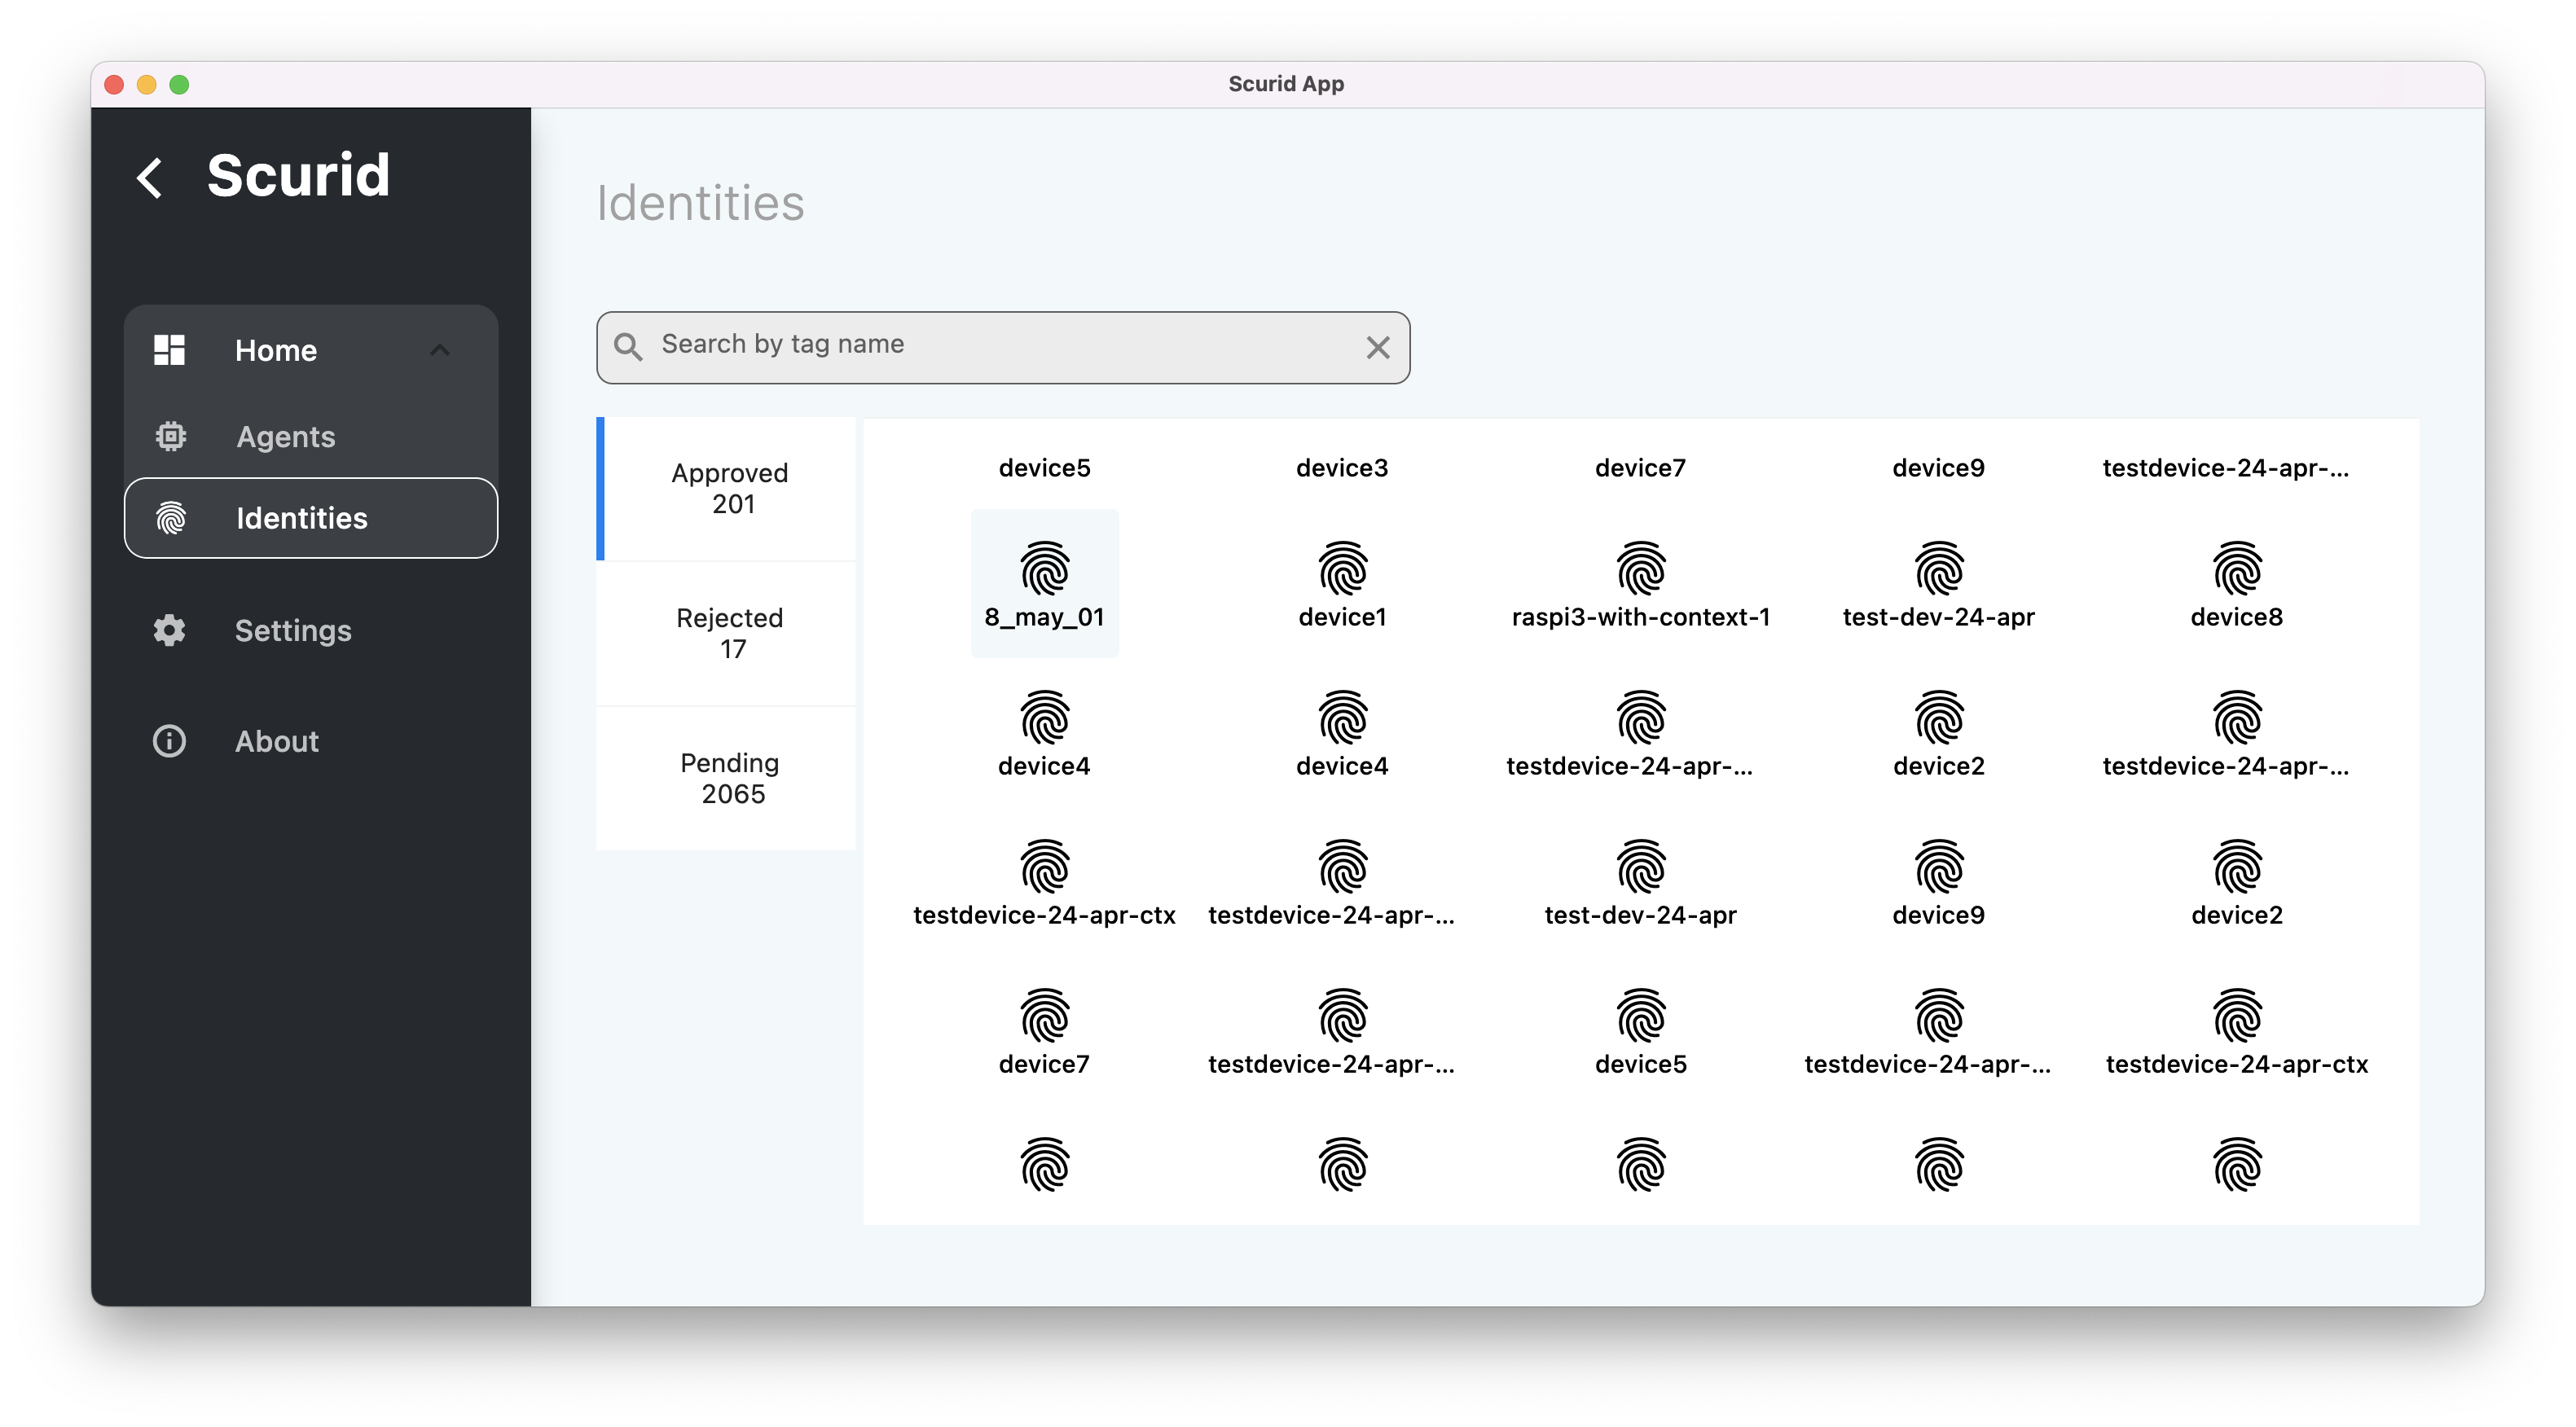 Scurid App
Scurid
Home
Agents
Identities
Settings
About
Identities
Search by tag name
Approved
201
Rejected
17
Pending
2065
device5 device3 device7 device9 testdevice-24-apr-...
8_may_01 device1 raspi3-with-context-1 test-dev-24-apr device8
device4 device4 testdevice-24-apr-... device2 testdevice-24-apr-...
testdevice-24-apr-ctx testdevice-24-apr-... test-dev-24-apr device9 device2
device7 testdevice-24-apr-... device5 testdevice-24-apr-... testdevice-24-apr-ctx